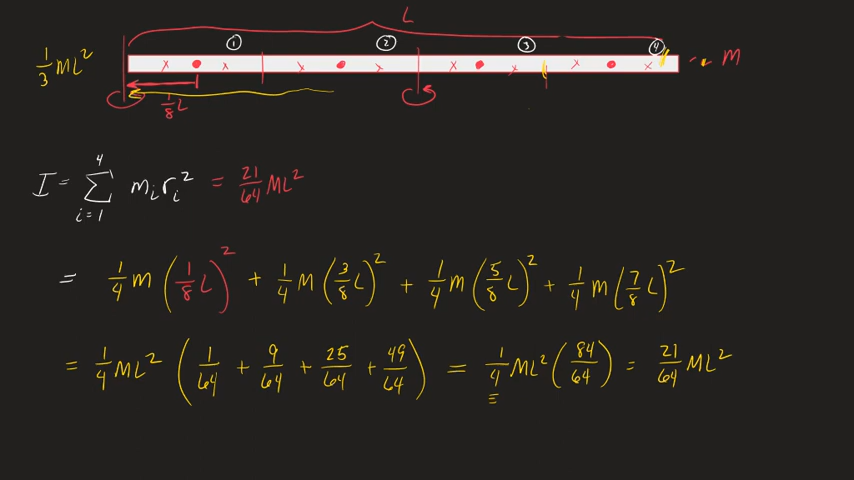 L
① ② ③ ④
1/3 ML² M
1/8 L
I = Σ_{i=1}^{4} mᵢrᵢ² = 21/64 ML²
= 1/4 M (1/8 L)² + 1/4 M (3/8 L)² + 1/4 M (5/8 L)² + 1/4 M (7/8 L)²
= 1/4 ML² (1/64 + 9/64 + 25/64 + 49/64) = 1/4 ML² (84/64) = 21/64 ML²